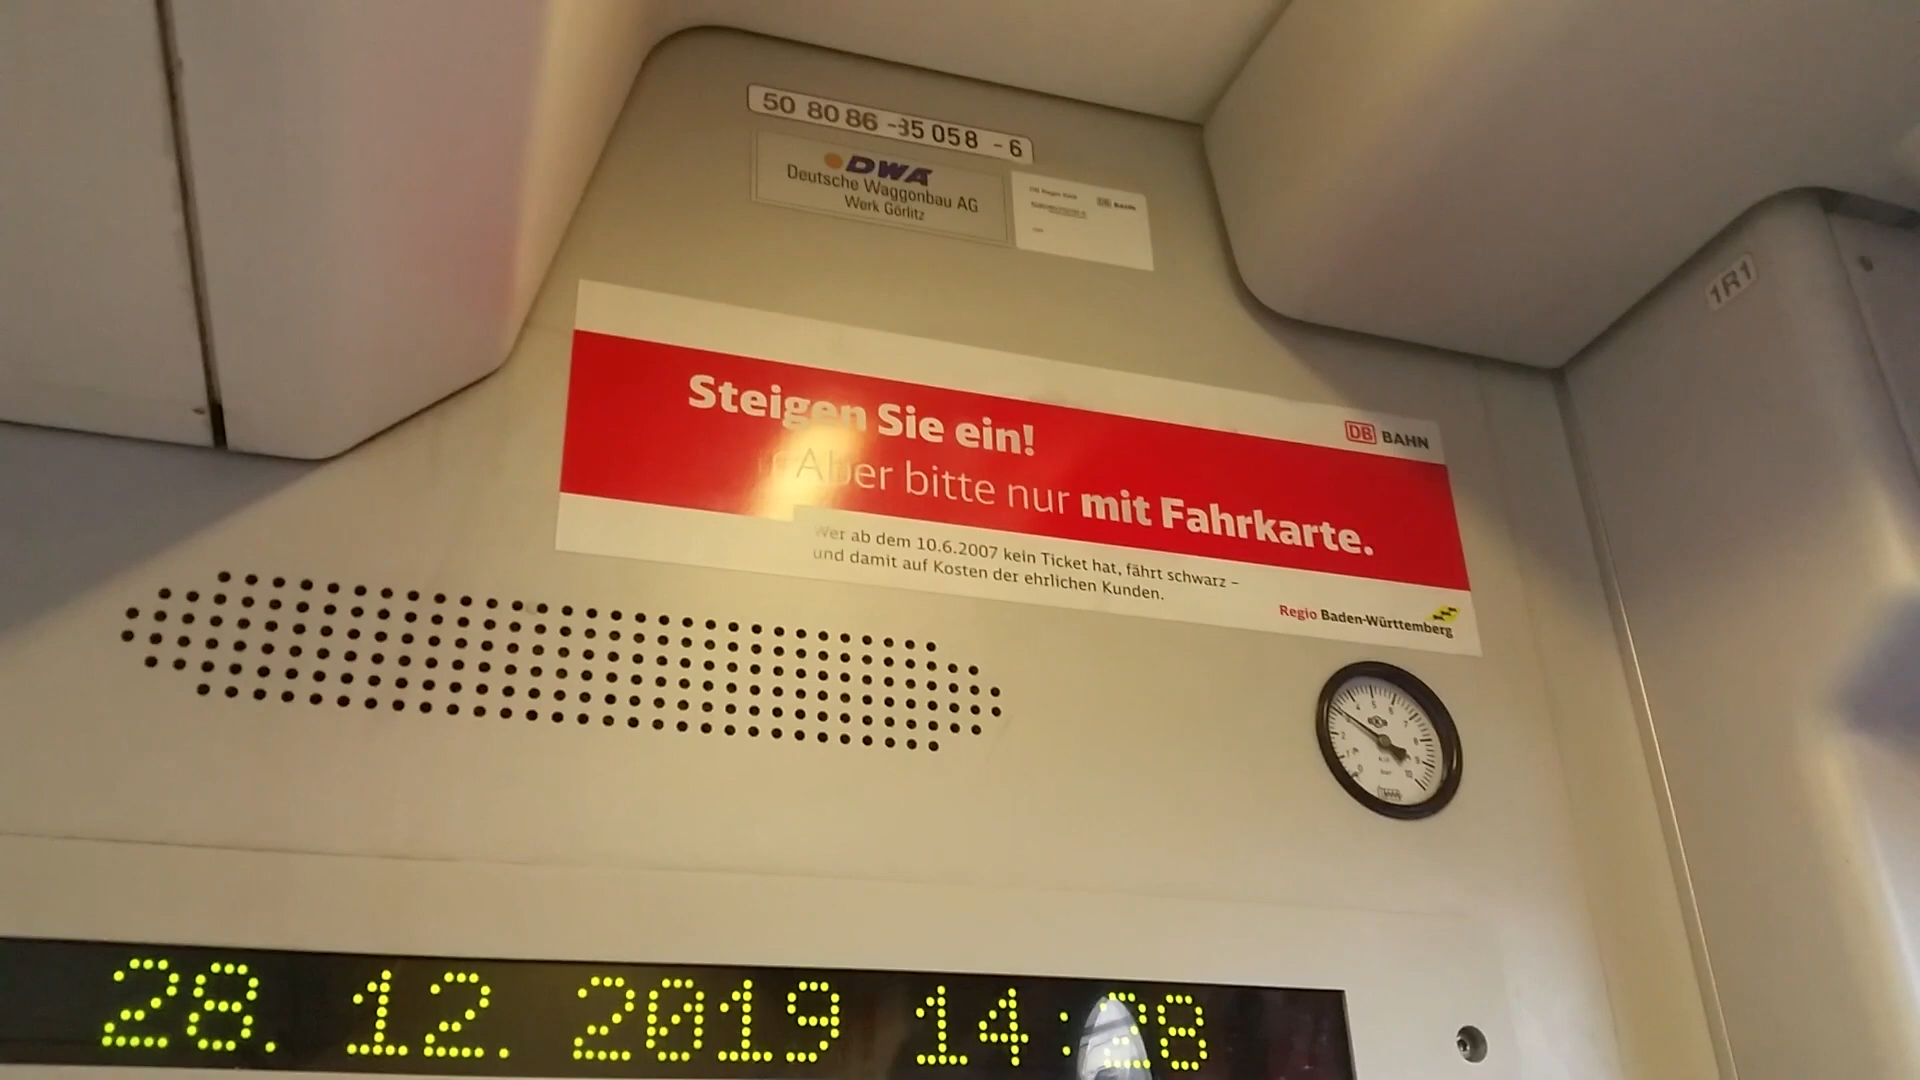 50 80 86 -35 058 - 6
DWA
Deutsche Waggonbau AG
Werk Görlitz
DB BAHN
1R1
Steigen Sie ein!
DB BAHN
Aber bitte nur mit Fahrkarte.
Wer ab dem 10.6.2007 kein Ticket hat, fährt schwarz –
und damit auf Kosten der ehrlichen Kunden.
Regio Baden-Württemberg
28. 12. 2019 14:28